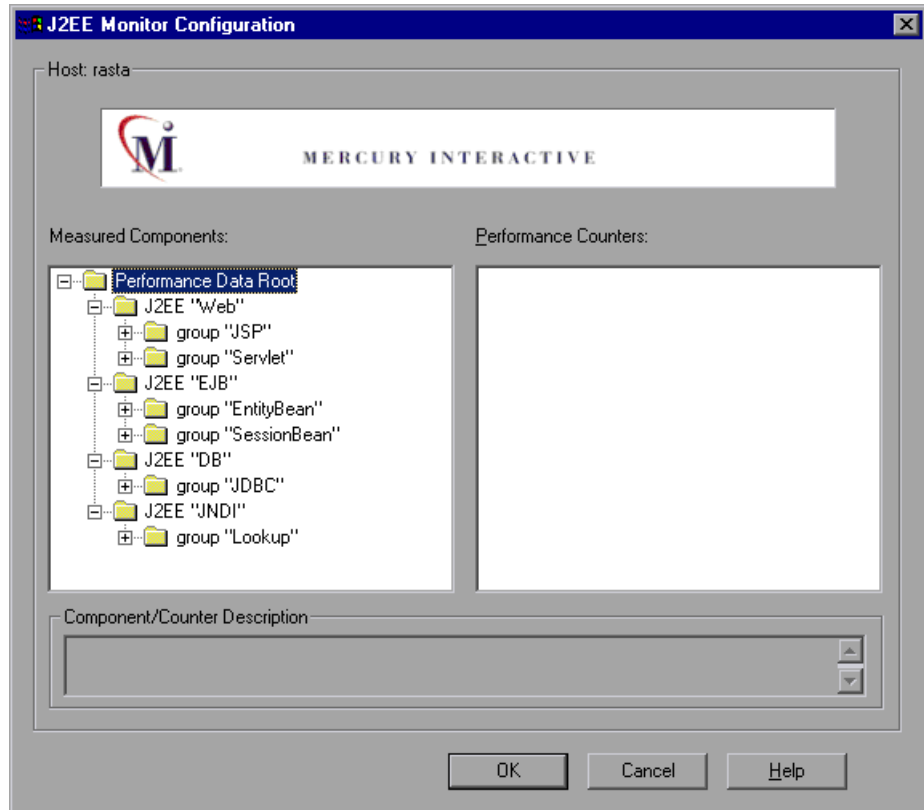 J2EE Monitor Configuration
Host: rasta
M
MERCURY INTERACTIVE
Measured Components:
Performance Counters:
Performance Data Root
J2EE "Web"
group "JSP"
group "Servlet"
J2EE "EJB"
group "EntityBean"
group "SessionBean"
J2EE "DB"
group "JDBC"
J2EE "JNDI"
group "Lookup"
Component/Counter Description
OK Cancel Help